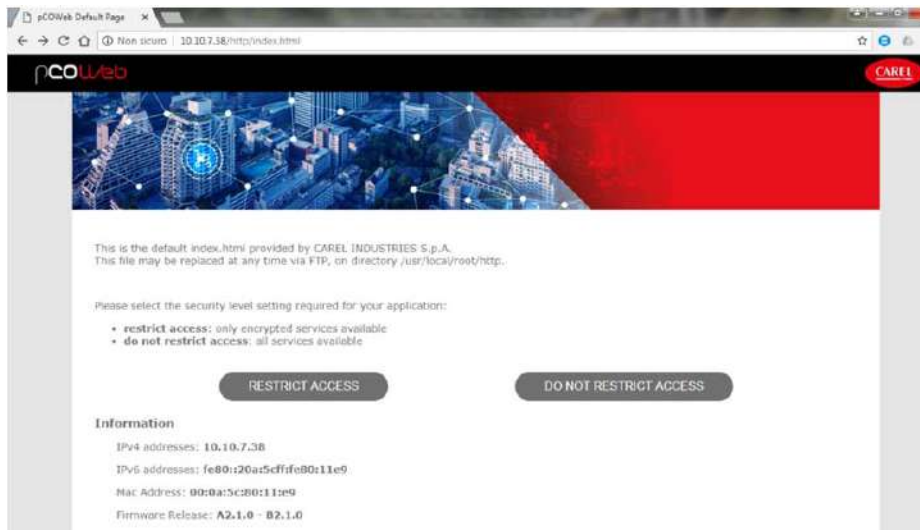 pCOWeb Default Page
Non sicuro | 10.10.7.38/http/index.html
pCOWeb
CAREL
This is the default index.html provided by CAREL INDUSTRIES S.p.A.
This file may be replaced at any time via FTP, on directory /usr/local/root/http.
Please select the security level setting required for your application:
• restrict access: only encrypted services available
• do not restrict access: all services available
RESTRICT ACCESS
DO NOT RESTRICT ACCESS
Information
IPv4 addresses: 10.10.7.38
IPv6 addresses: fe80::20a:5cff:fe80:11e9
Mac Address: 00:0a:5c:80:11:e9
Firmware Release: A2.1.0 - B2.1.0